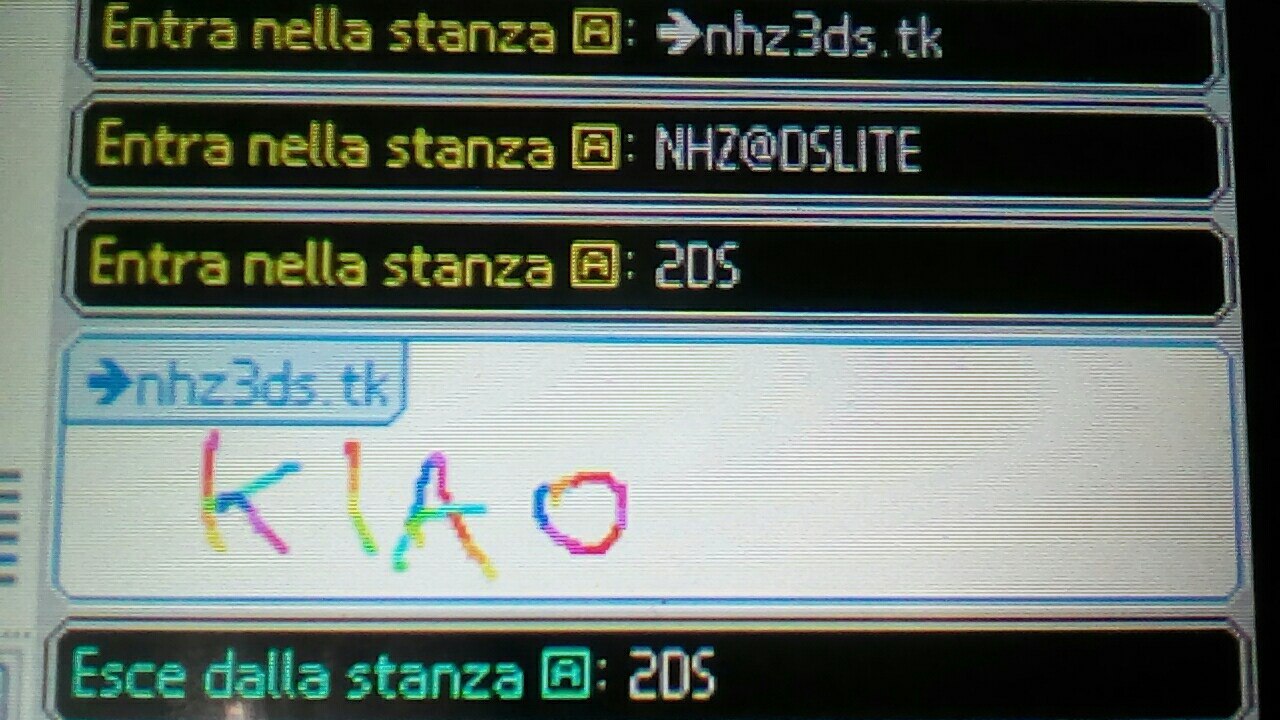 Entra nella stanza A: →nhz3ds.tk
Entra nella stanza A: NHZ@DSLITE
Entra nella stanza A: 2DS
→nhz3ds.tk
KIAO
Esce dalla stanza A: 2DS